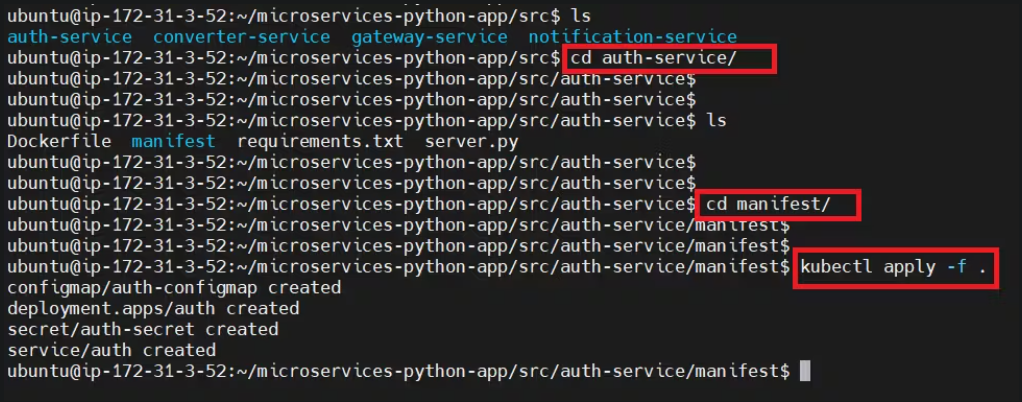 ubuntu@ip-172-31-3-52:~/microservices-python-app/src$ ls
auth-service  converter-service  gateway-service  notification-service
ubuntu@ip-172-31-3-52:~/microservices-python-app/src$ cd auth-service/
ubuntu@ip-172-31-3-52:~/microservices-python-app/src/auth-service$
ubuntu@ip-172-31-3-52:~/microservices-python-app/src/auth-service$
ubuntu@ip-172-31-3-52:~/microservices-python-app/src/auth-service$ ls
Dockerfile  manifest  requirements.txt  server.py
ubuntu@ip-172-31-3-52:~/microservices-python-app/src/auth-service$
ubuntu@ip-172-31-3-52:~/microservices-python-app/src/auth-service$
ubuntu@ip-172-31-3-52:~/microservices-python-app/src/auth-service$ cd manifest/
ubuntu@ip-172-31-3-52:~/microservices-python-app/src/auth-service/manifest$
ubuntu@ip-172-31-3-52:~/microservices-python-app/src/auth-service/manifest$
ubuntu@ip-172-31-3-52:~/microservices-python-app/src/auth-service/manifest$ kubectl apply -f .
configmap/auth-configmap created
deployment.apps/auth created
secret/auth-secret created
service/auth created
ubuntu@ip-172-31-3-52:~/microservices-python-app/src/auth-service/manifest$